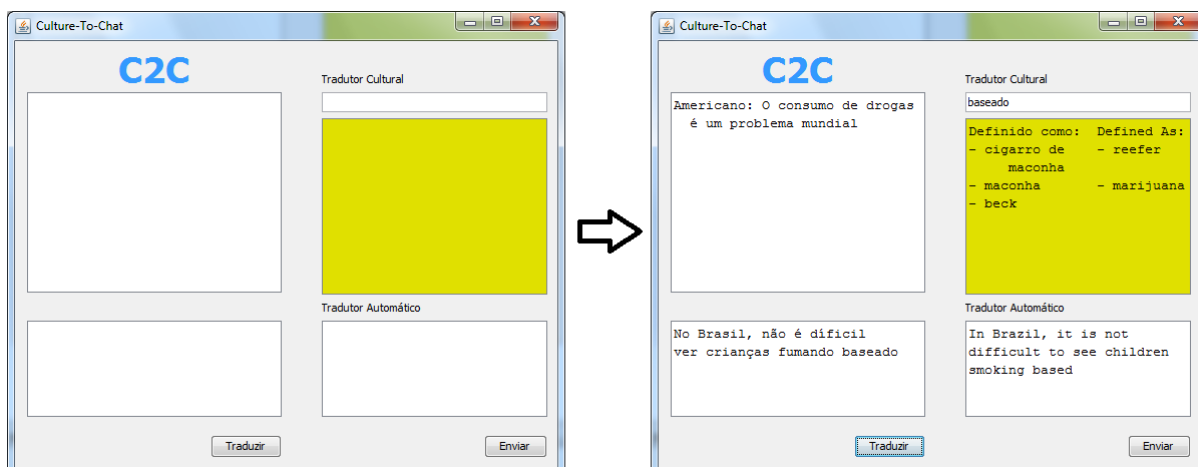 Culture-To-Chat
C2C
Tradutor Cultural
Tradutor Automático
Traduzir
Enviar
Culture-To-Chat
C2C
Tradutor Cultural
baseado
Americano: O consumo de drogas
é um problema mundial
Definido como: Defined As:
- cigarro de - reefer
maconha
- maconha - marijuana
- beck
Tradutor Automático
No Brasil, não é díficil
ver crianças fumando baseado
In Brazil, it is not
difficult to see children
smoking based
Traduzir
Enviar